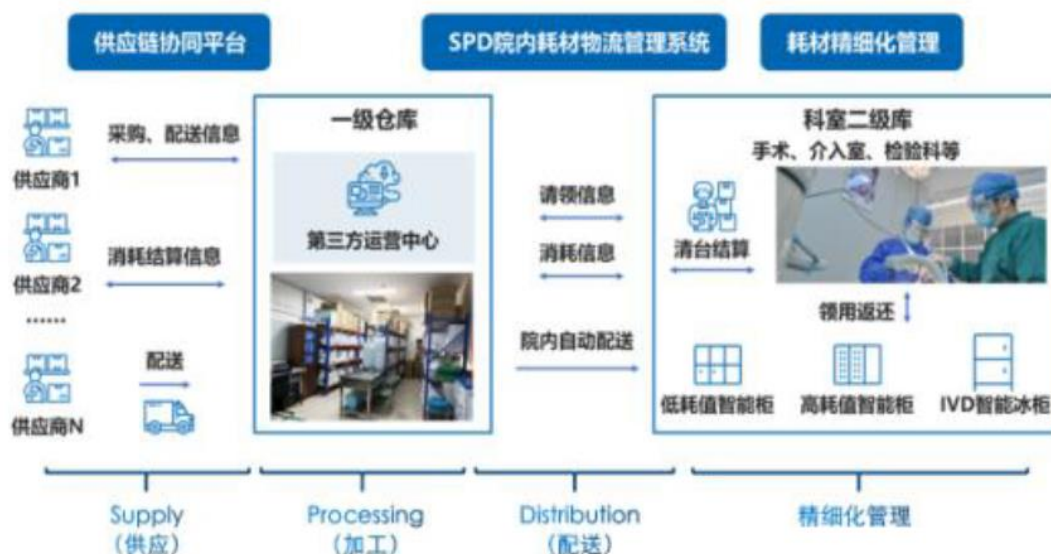 供应链协同平台
SPD院内耗材物流管理系统
耗材精细化管理
供应商1
采购、配送信息
供应商2
消耗结算信息
……
供应商N
配送
一级仓库
第三方运营中心
请领信息
消耗信息
院内自动配送
科室二级库
手术、介入室、检验科等
清台结算
领用返还
低耗值智能柜
高耗值智能柜
IVD智能冰柜
Supply
（供应）
Processing
（加工）
Distribution
（配送）
精细化管理